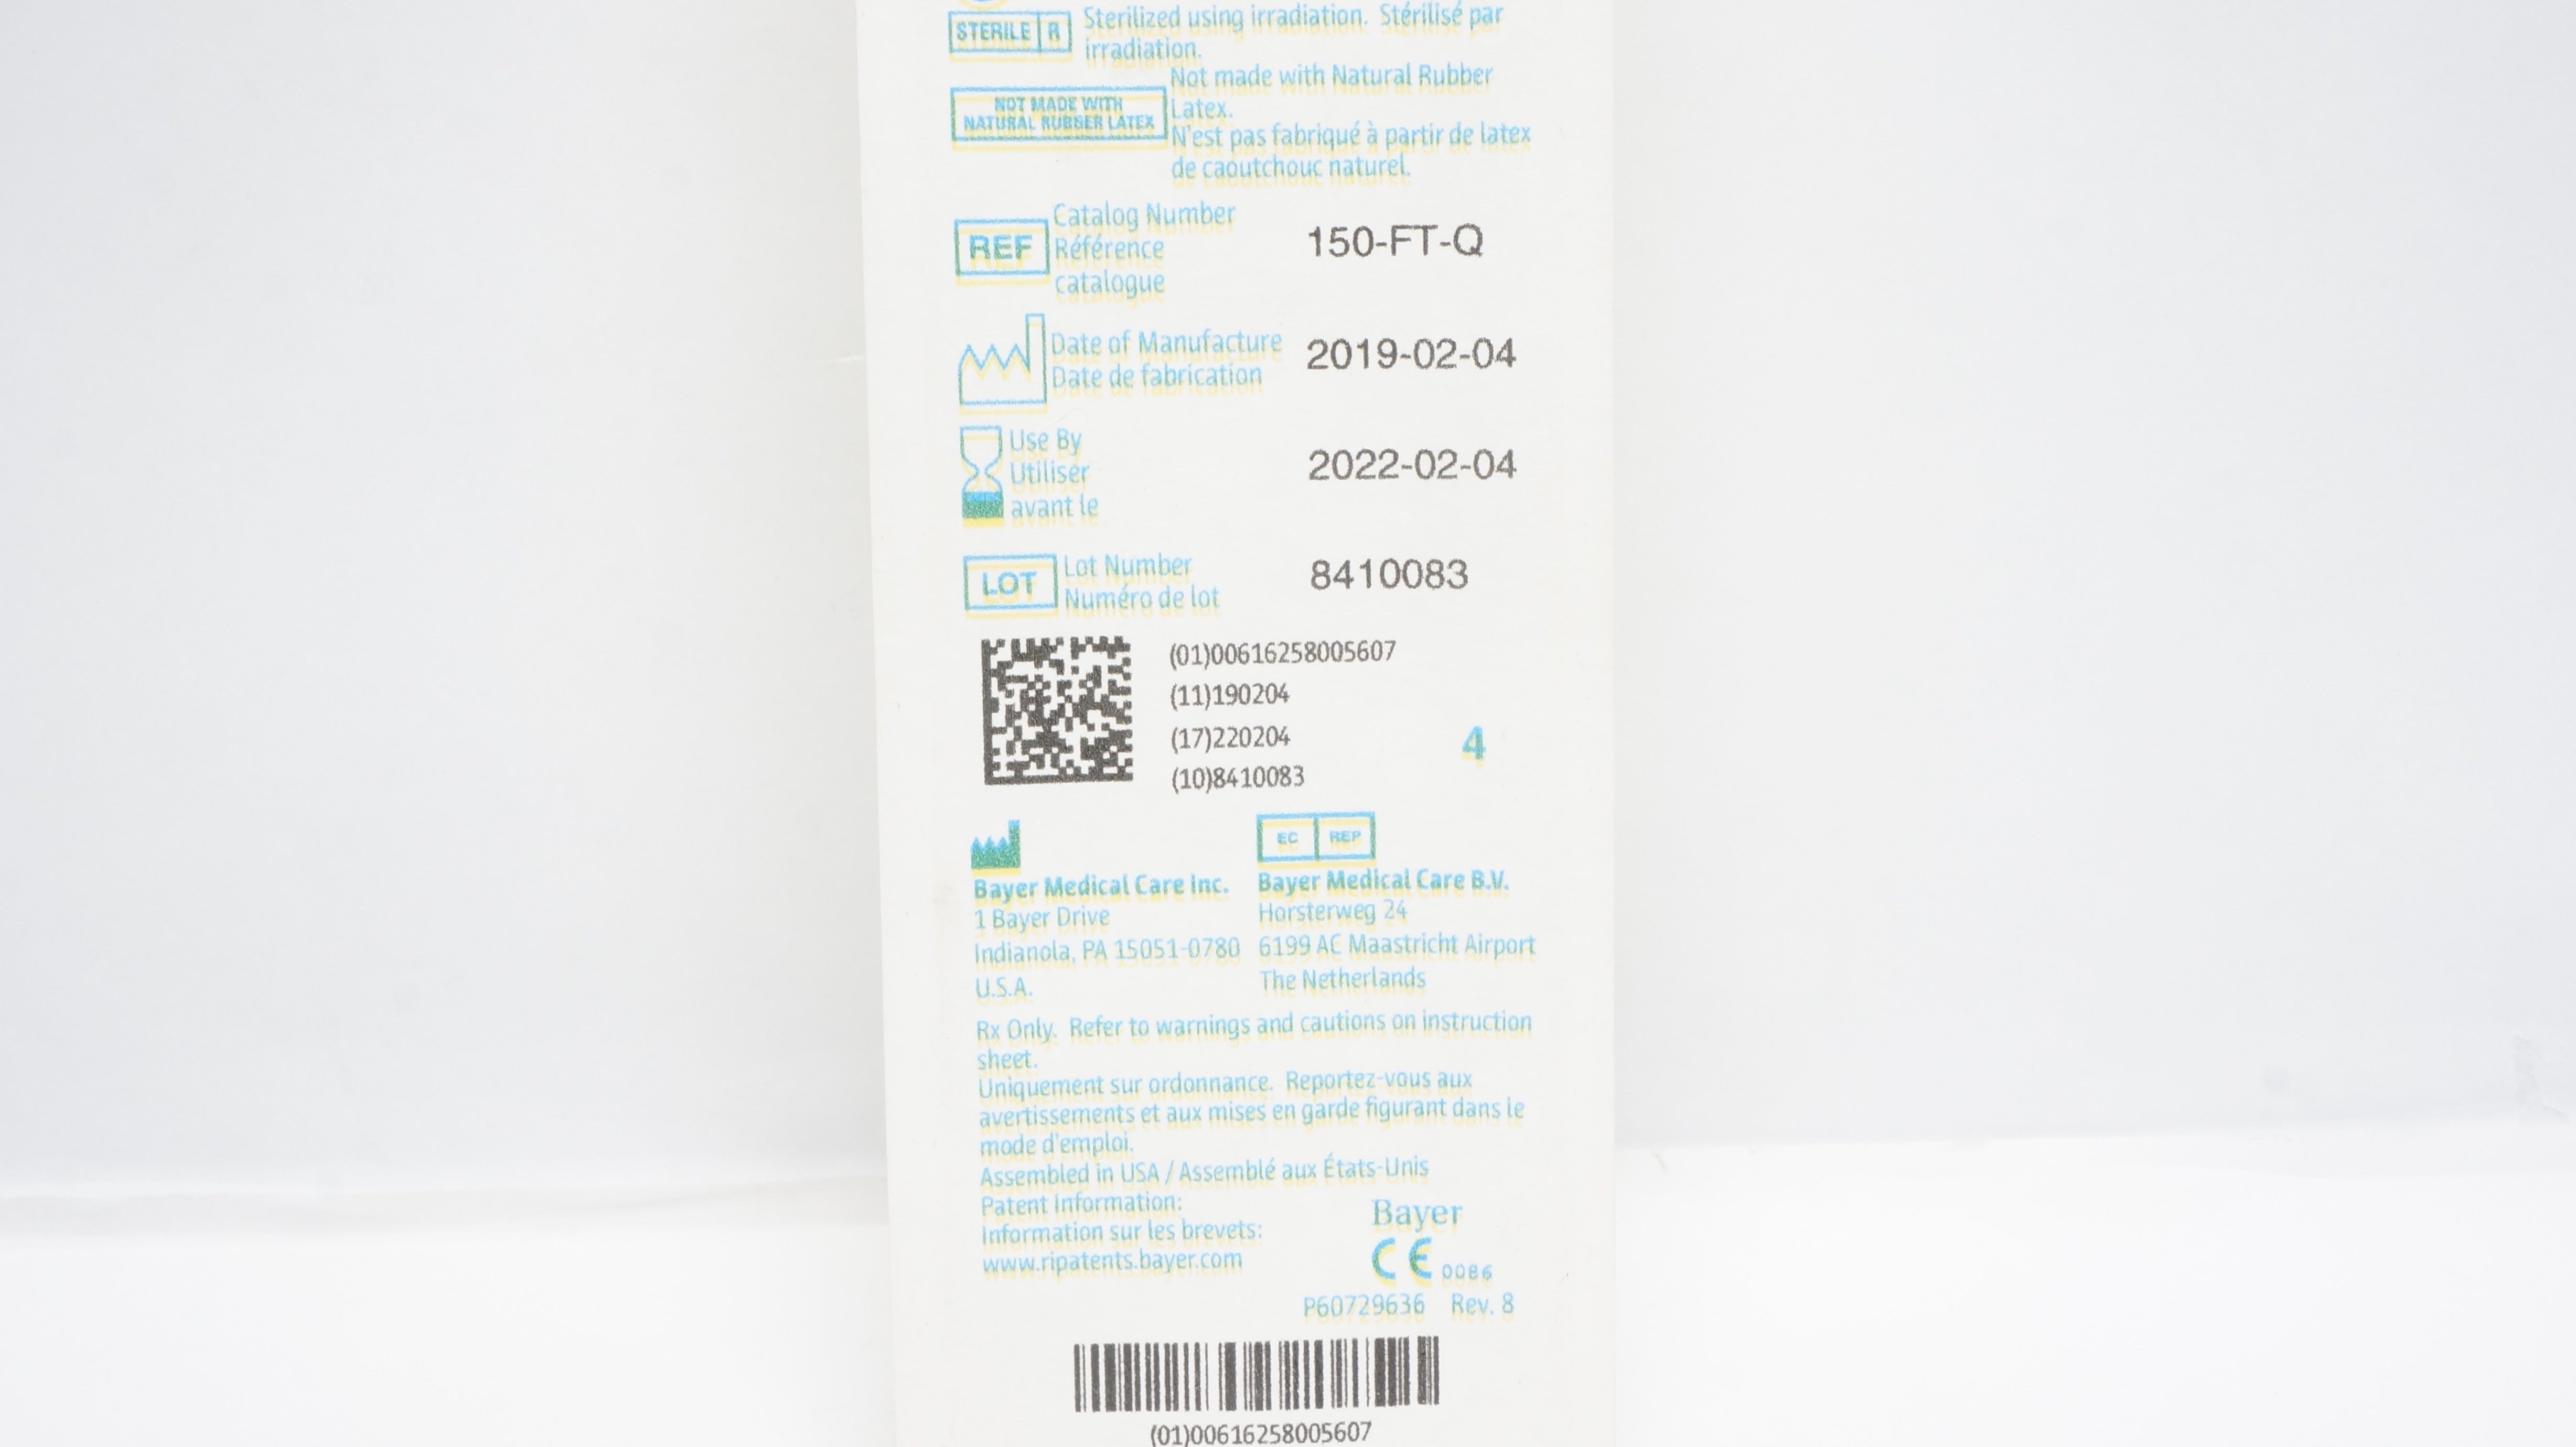 STERILE R Sterilized using irradiation. Stérilisé par
irradiation.
NOT MADE WITH
NATURAL RUBBER LATEX
Not made with Natural Rubber
Latex.
N'est pas fabriqué à partir de latex
de caoutchouc naturel.
REF
Catalog Number
Référence
catalogue
150-FT-Q
Date of Manufacture
Date de fabrication
2019-02-04
Use By
Utiliser
avant le
2022-02-04
LOT
Lot Number
Numéro de lot
8410083
(01)00616258005607
(11)190204
(17)220204
(10)8410083
4
Bayer Medical Care Inc.
1 Bayer Drive
Indianola, PA 15051-0780
U.S.A.
EC REP
Bayer Medical Care B.V.
Horsterweg 24
6199 AC Maastricht Airport
The Netherlands
Rx Only. Refer to warnings and cautions on instruction
sheet.
Uniquement sur ordonnance. Reportez-vous aux
avertissements et aux mises en garde figurant dans le
mode d'emploi.
Assembled in USA / Assemblé aux États-Unis
Patent Information:
Information sur les brevets:
www.ripatents.bayer.com
Bayer
CE 0086
P60729636 Rev. 8
(01)00616258005607